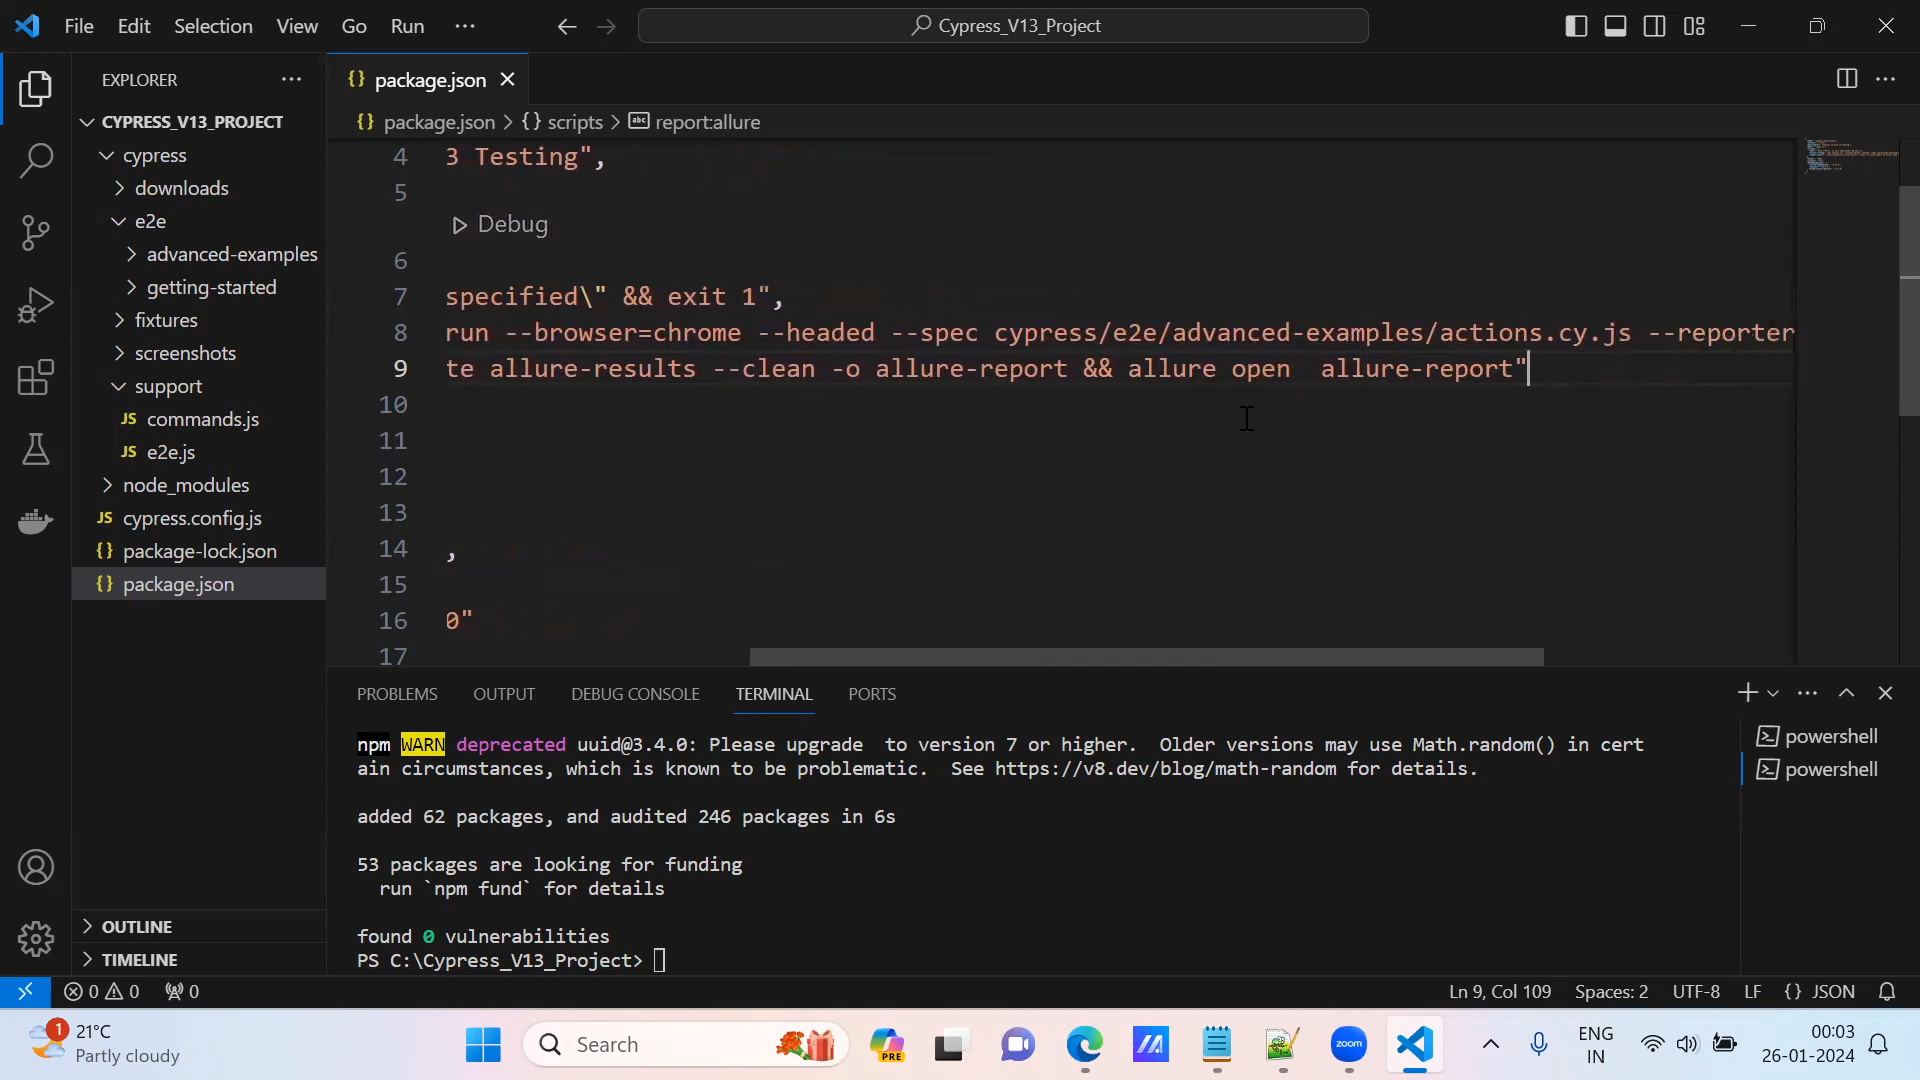 File Edit Selection View Go Run ···
Cypress_V13_Project
EXPLORER ···
CYPRESS_V13_PROJECT
cypress
downloads
e2e
advanced-examples
getting-started
fixtures
screenshots
support
JS commands.js
JS e2e.js
node_modules
JS cypress.config.js
{} package-lock.json
{} package.json
OUTLINE
TIMELINE
{} package.json
{} package.json > {} scripts > abc report:allure
4 3 Testing",
5
Debug
6
7 specified\" && exit 1",
8 run --browser=chrome --headed --spec cypress/e2e/advanced-examples/actions.cy.js --reporter
9 te allure-results --clean -o allure-report && allure open  allure-report"
10
11
12
13
14 ,
15
16 0"
17
PROBLEMS OUTPUT DEBUG CONSOLE TERMINAL PORTS
npm WARN deprecated uuid@3.4.0: Please upgrade  to version 7 or higher.  Older versions may use Math.random() in cert
ain circumstances, which is known to be problematic.  See https://v8.dev/blog/math-random for details.
added 62 packages, and audited 246 packages in 6s
53 packages are looking for funding
run `npm fund` for details
found 0 vulnerabilities
PS C:\Cypress_V13_Project>
powershell
powershell
0 0 0
Ln 9, Col 109 Spaces: 2 UTF-8 LF {} JSON
1 21°C
Partly cloudy
Search
PRE
zoom
ENG
IN
00:03
26-01-2024